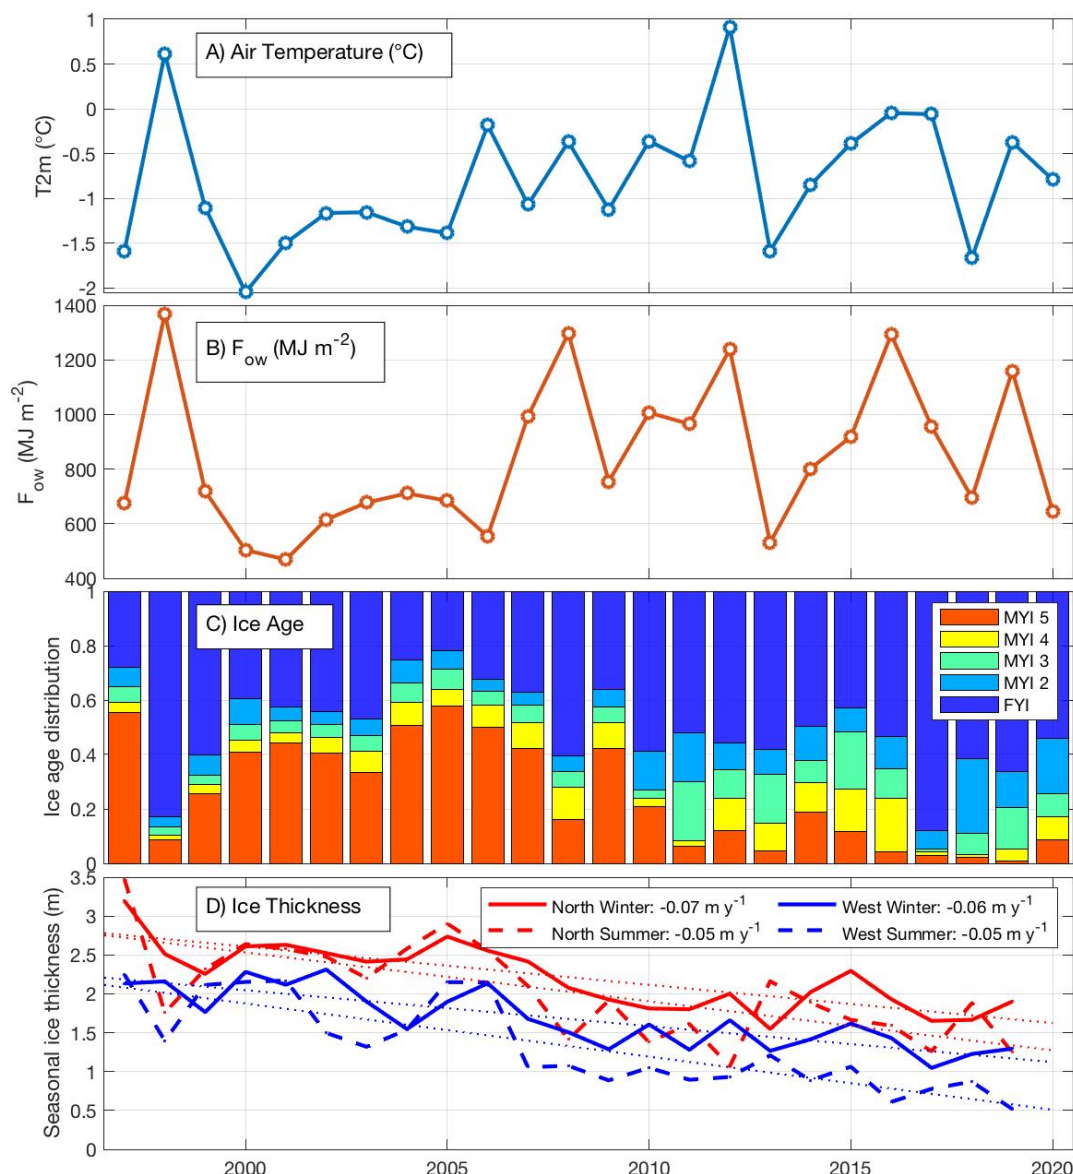 1
A) Air Temperature (°C)
0.5
0
-0.5
-1
-1.5
-2
T2m (°C)
1400
B) F_ow (MJ m^-2)
1200
1000
800
600
400
F_ow (MJ m^-2)
1
C) Ice Age
0.8
0.6
0.4
0.2
0
Ice age distribution
MYI 5
MYI 4
MYI 3
MYI 2
FYI
3.5
D) Ice Thickness
3
2.5
2
1.5
1
0.5
0
Seasonal ice thickness (m)
North Winter: -0.07 m y^-1
West Winter: -0.06 m y^-1
North Summer: -0.05 m y^-1
West Summer: -0.05 m y^-1
2000 2005 2010 2015 2020